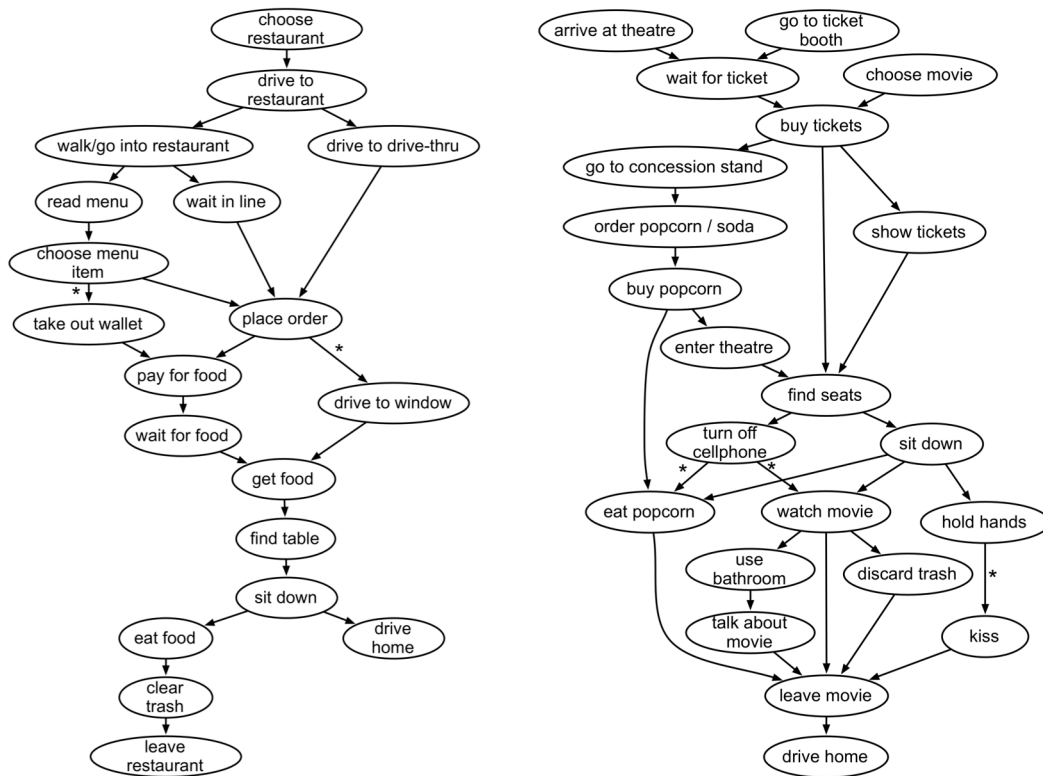 choose
restaurant
drive to
restaurant
walk/go into restaurant
drive to drive-thru
read menu
wait in line
choose menu
item
*
take out wallet
place order
*
pay for food
drive to window
wait for food
get food
find table
sit down
eat food
drive
home
clear
trash
leave
restaurant
arrive at theatre
go to ticket
booth
wait for ticket
choose movie
buy tickets
go to concession stand
order popcorn / soda
show tickets
buy popcorn
enter theatre
find seats
turn off
cellphone
sit down
*
*
eat popcorn
watch movie
hold hands
use
bathroom
discard trash
*
talk about
movie
kiss
leave movie
drive home